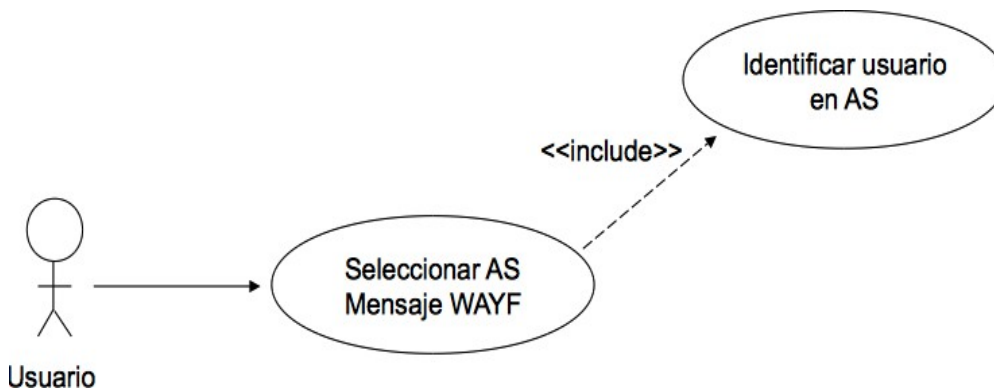 Identificar usuario
en AS
<<include>>
Seleccionar AS
Mensaje WAYF
Usuario